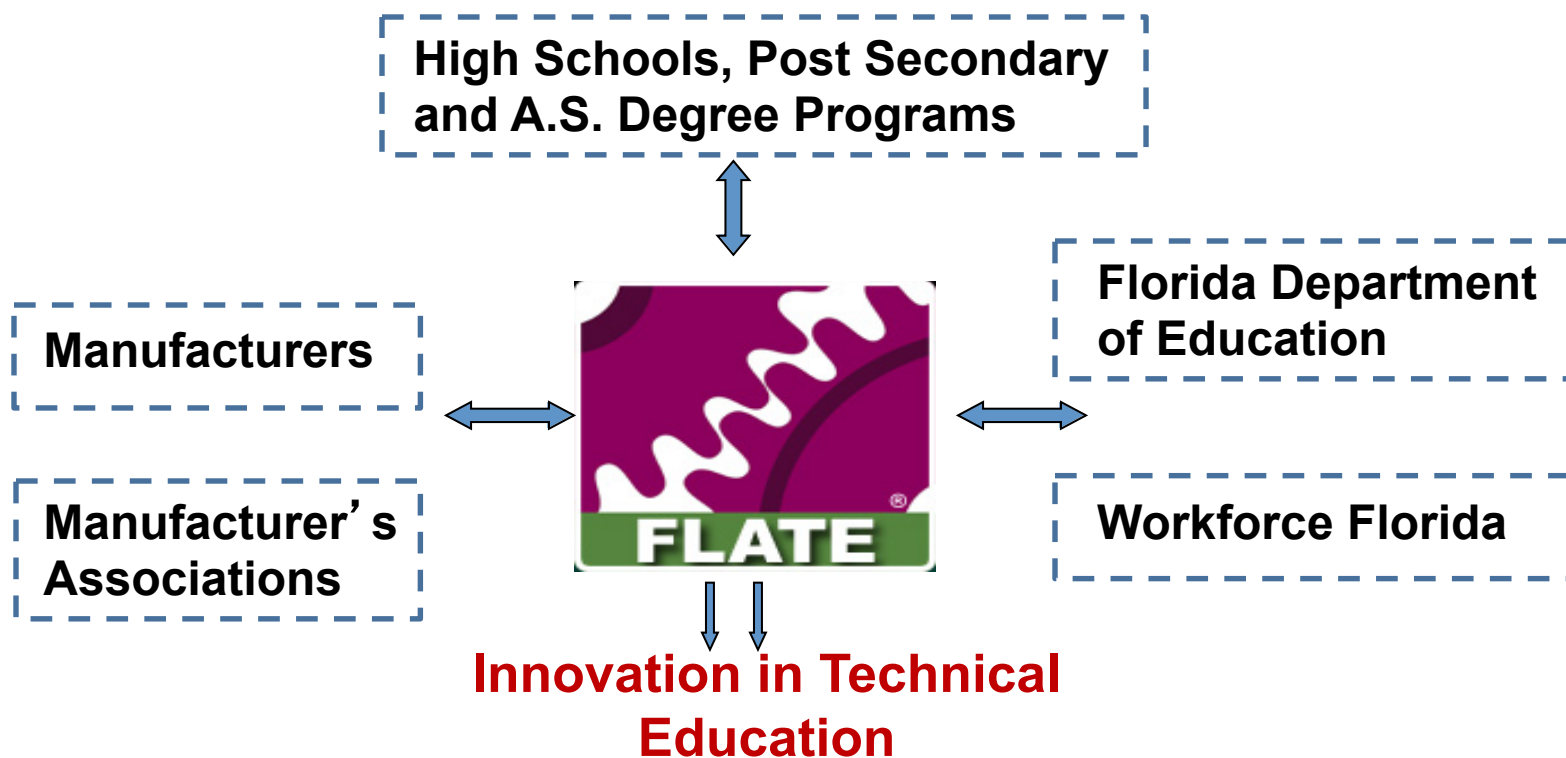 High Schools, Post Secondary
and A.S. Degree Programs
Manufacturers
Manufacturer’s
Associations
®
FLATE
Florida Department
of Education
Workforce Florida
Innovation in Technical
Education